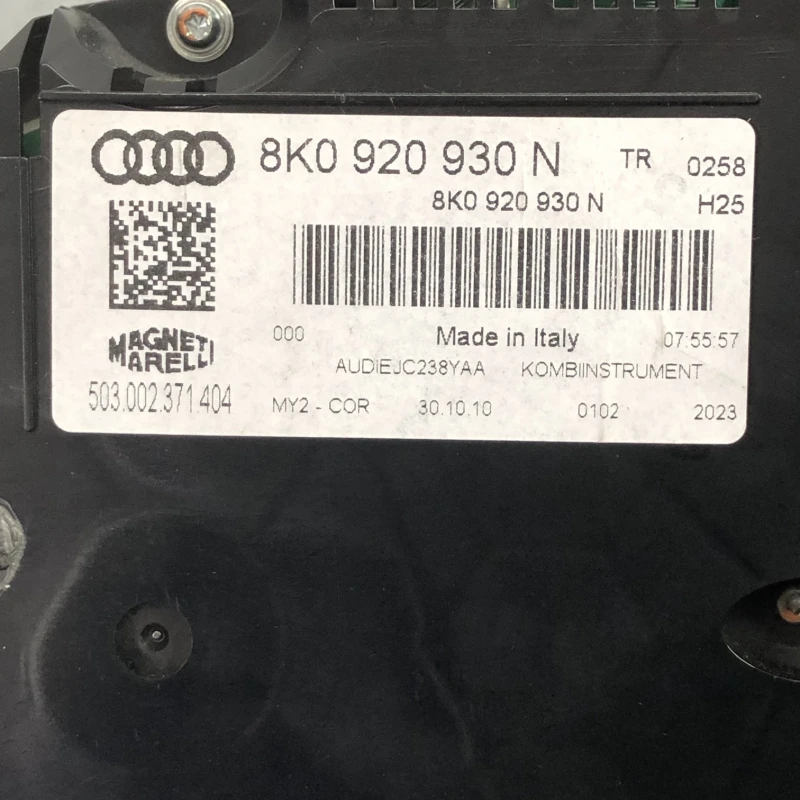 8K0 920 930 N TR 0258
8K0 920 930 N H25
MAGNETI
MARELLI
000 Made in Italy 07:55:57
AUDIEJC238YAA KOMBIINSTRUMENT
503.002.371.404 MY2 - COR 30.10.10 0102 2023